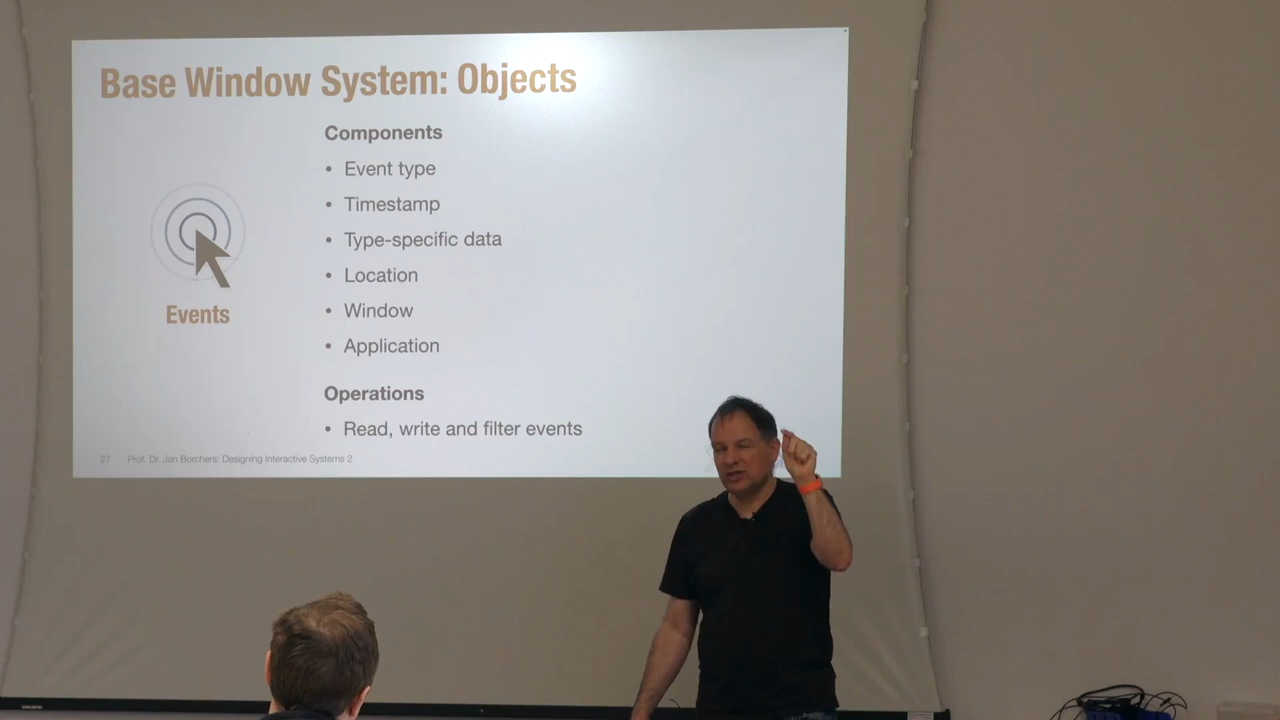 Base Window System: Objects
Components
• Event type
• Timestamp
• Type-specific data
• Location
• Window
• Application
Events
Operations
• Read, write and filter events
27 Prof. Dr. Jan Borchers: Designing Interactive Systems 2